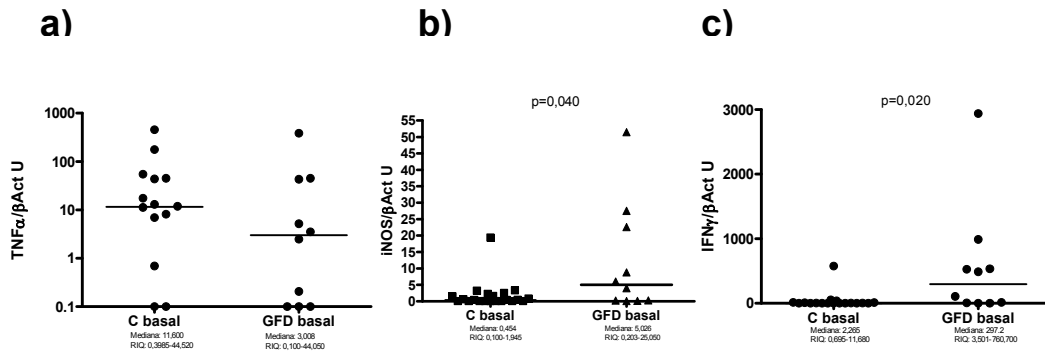 a)
b)
c)
p=0,040
p=0,020
TNFα/βAct U
1000
100
10
1
0.1
C basal
GFD basal
Mediana: 11,600
RIQ: 0,3985-44,520
Mediana: 3,008
RIQ: 0,100-44,050
iNOS/βAct U
55
50
45
40
35
30
25
20
15
10
5
0
C basal
GFD basal
Mediana: 0,454
RIQ: 0,100-1,945
Mediana: 5,026
RIQ: 0,203-25,050
IFNγ/βAct U
3000
2000
1000
0
C basal
GFD basal
Mediana: 2,265
RIQ: 0,695-11,680
Mediana: 297.2
RIQ: 3,501-760,700